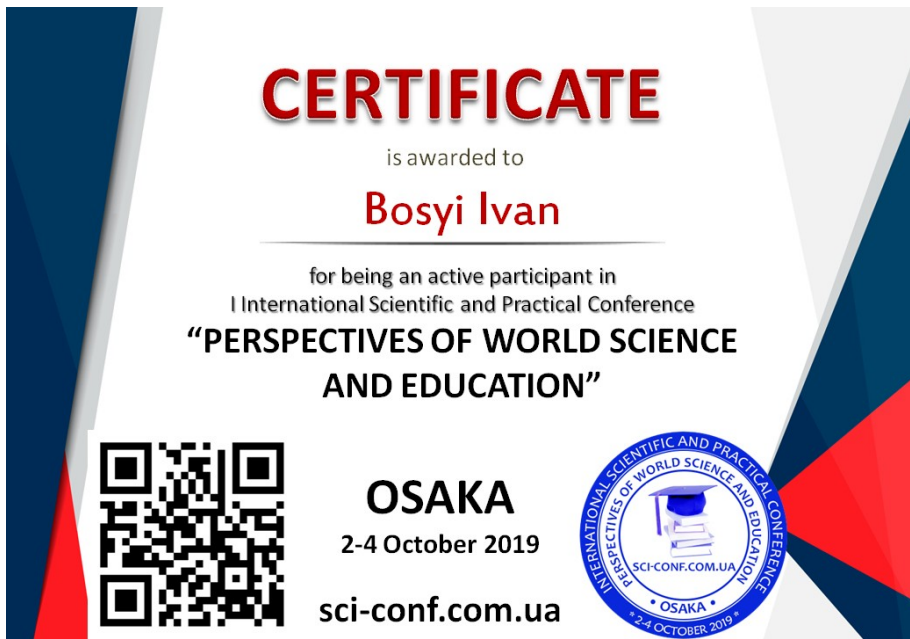 CERTIFICATE
is awarded to
Bosyi Ivan
for being an active participant in
I International Scientific and Practical Conference
“PERSPECTIVES OF WORLD SCIENCE
AND EDUCATION”
OSAKA
2-4 October 2019
sci-conf.com.ua
INTERNATIONAL SCIENTIFIC AND PRACTICAL CONFERENCE
PERSPECTIVES OF WORLD SCIENCE AND EDUCATION
SCI-CONF.COM.UA
• OSAKA •
* 2-4 OCTOBER 2019 *